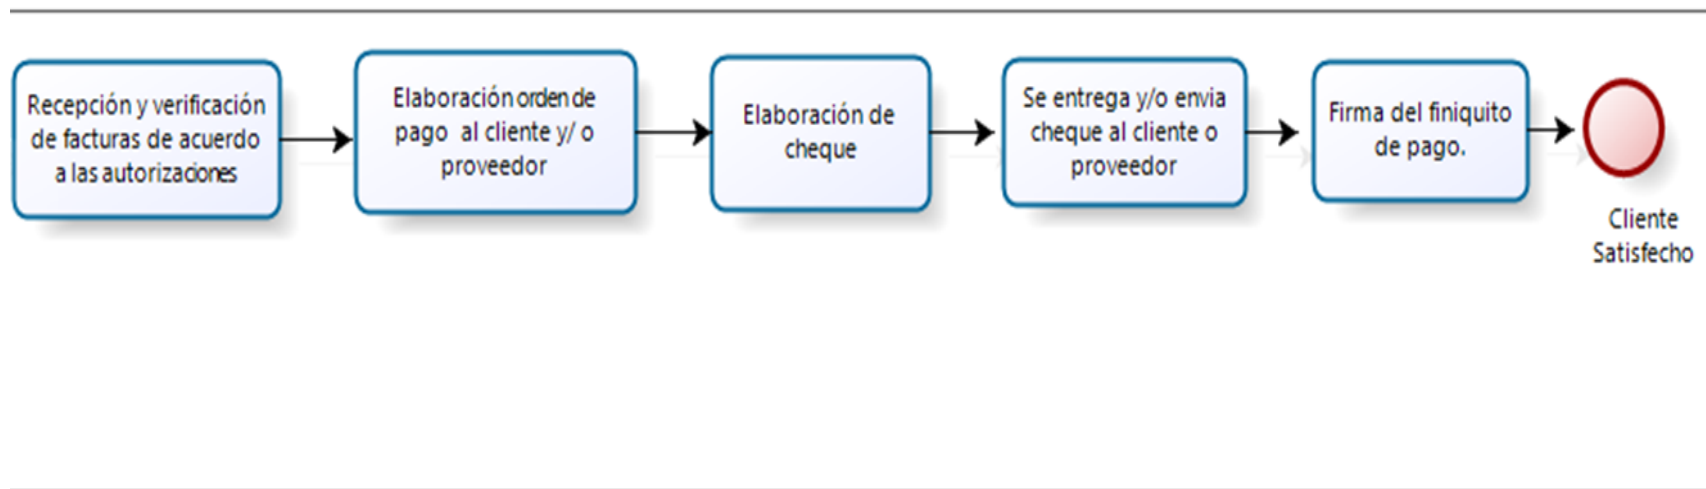 Recepción y verificación
de facturas de acuerdo
a las autorizaciones
Elaboración orden de
pago al cliente y/ o
proveedor
Elaboración de
cheque
Se entrega y/o envia
cheque al cliente o
proveedor
Firma del finiquito
de pago.
Cliente
Satisfecho